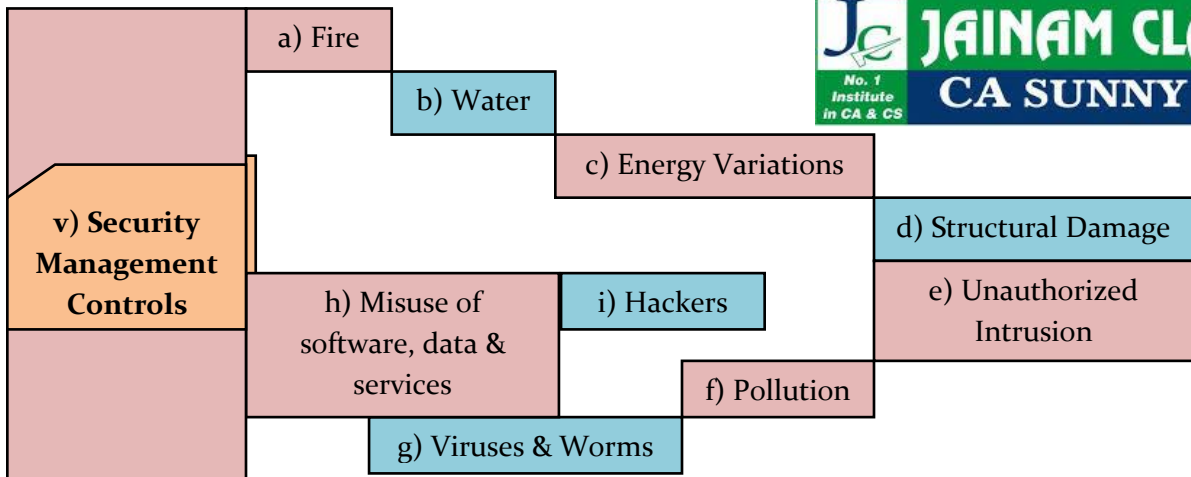 a) Fire
JC JAINAM
No. 1
Institute
in CA & CS
CA SUNNY
b) Water
c) Energy Variations
v) Security
Management
Controls
d) Structural Damage
e) Unauthorized
Intrusion
h) Misuse of
software, data &
services
i) Hackers
f) Pollution
g) Viruses & Worms